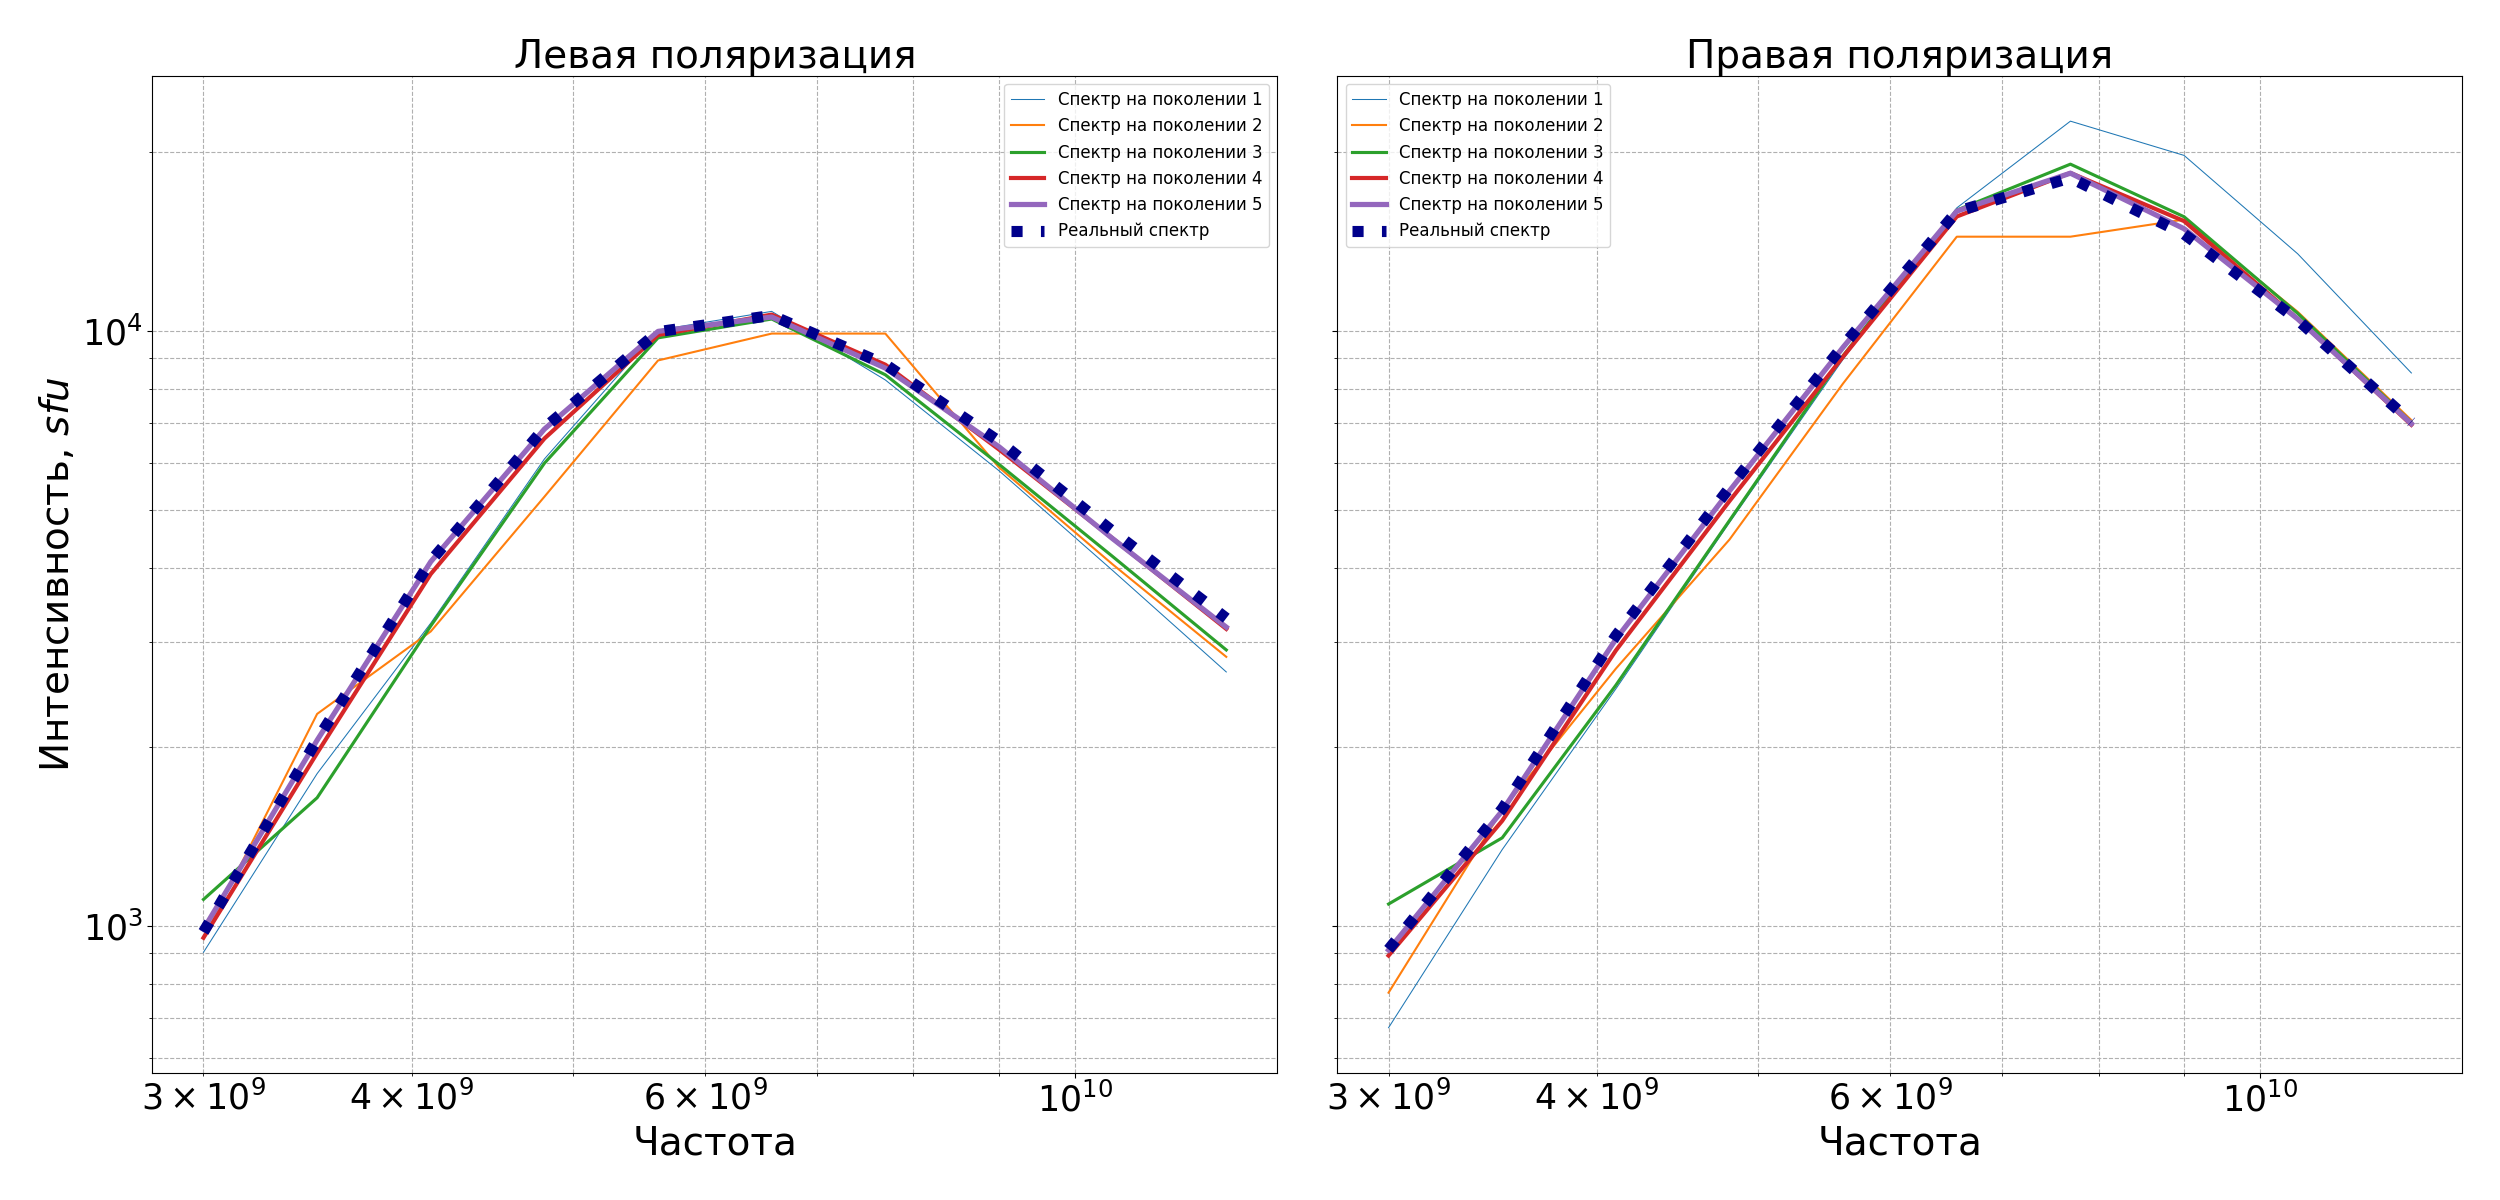 Левая поляризация
Спектр на поколении 1
Спектр на поколении 2
Спектр на поколении 3
Спектр на поколении 4
Спектр на поколении 5
Реальный спектр
Интенсивность, sfu
10⁴
10³
3 × 10⁹
4 × 10⁹
6 × 10⁹
10¹⁰
Частота
Правая поляризация
Спектр на поколении 1
Спектр на поколении 2
Спектр на поколении 3
Спектр на поколении 4
Спектр на поколении 5
Реальный спектр
3 × 10⁹
4 × 10⁹
6 × 10⁹
10¹⁰
Частота